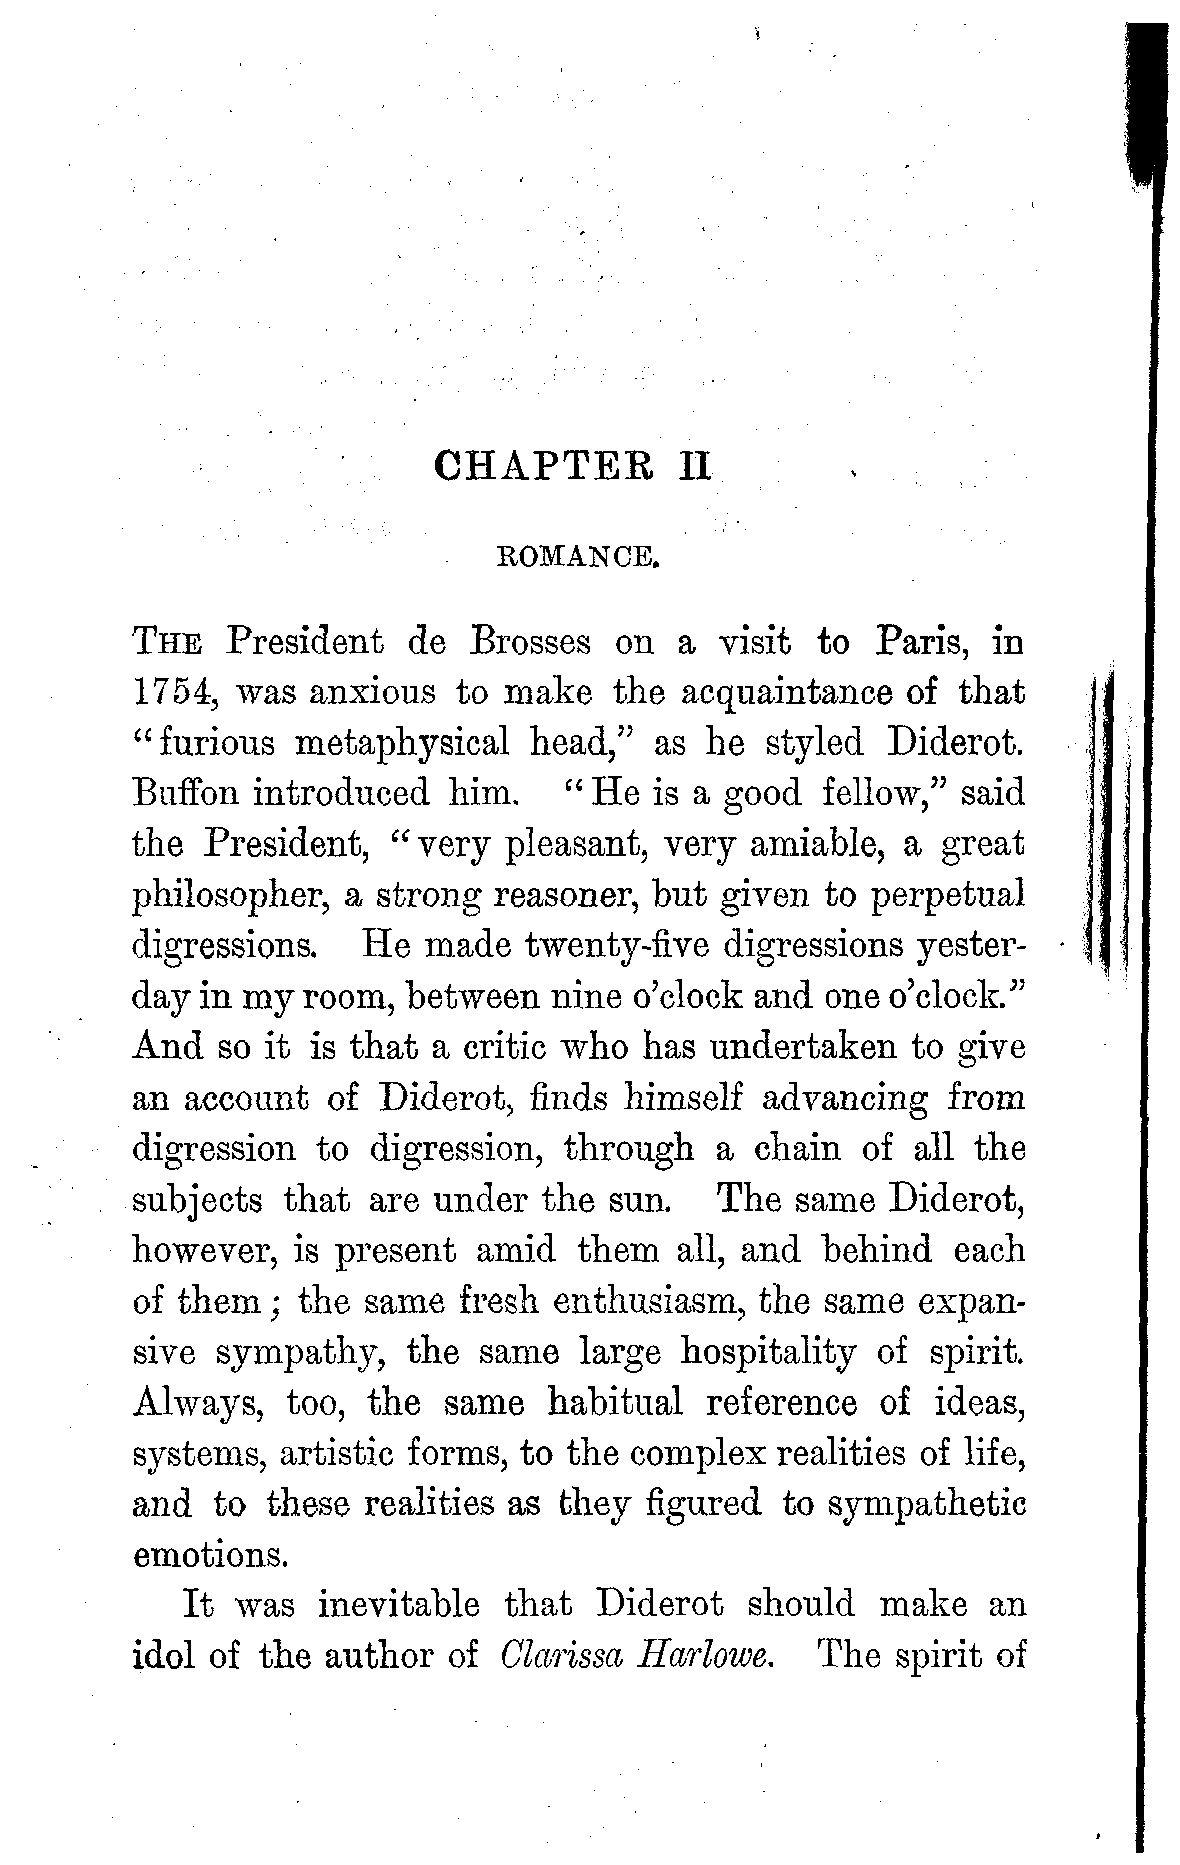 CHAPTER II
ROMANCE.
THE President de Brosses on a visit to Paris, in
1754, was anxious to make the acquaintance of that
"furious metaphysical head," as he styled Diderot.
Buffon introduced him. "He is a good fellow," said
the President, "very pleasant, very amiable, a great
philosopher, a strong reasoner, but given to perpetual
digressions. He made twenty-five digressions yester-
day in my room, between nine o'clock and one o'clock."
And so it is that a critic who has undertaken to give
an account of Diderot, finds himself advancing from
digression to digression, through a chain of all the
subjects that are under the sun. The same Diderot,
however, is present amid them all, and behind each
of them; the same fresh enthusiasm, the same expan-
sive sympathy, the same large hospitality of spirit.
Always, too, the same habitual reference of ideas,
systems, artistic forms, to the complex realities of life,
and to these realities as they figured to sympathetic
emotions.
It was inevitable that Diderot should make an
idol of the author of Clarissa Harlowe. The spirit of